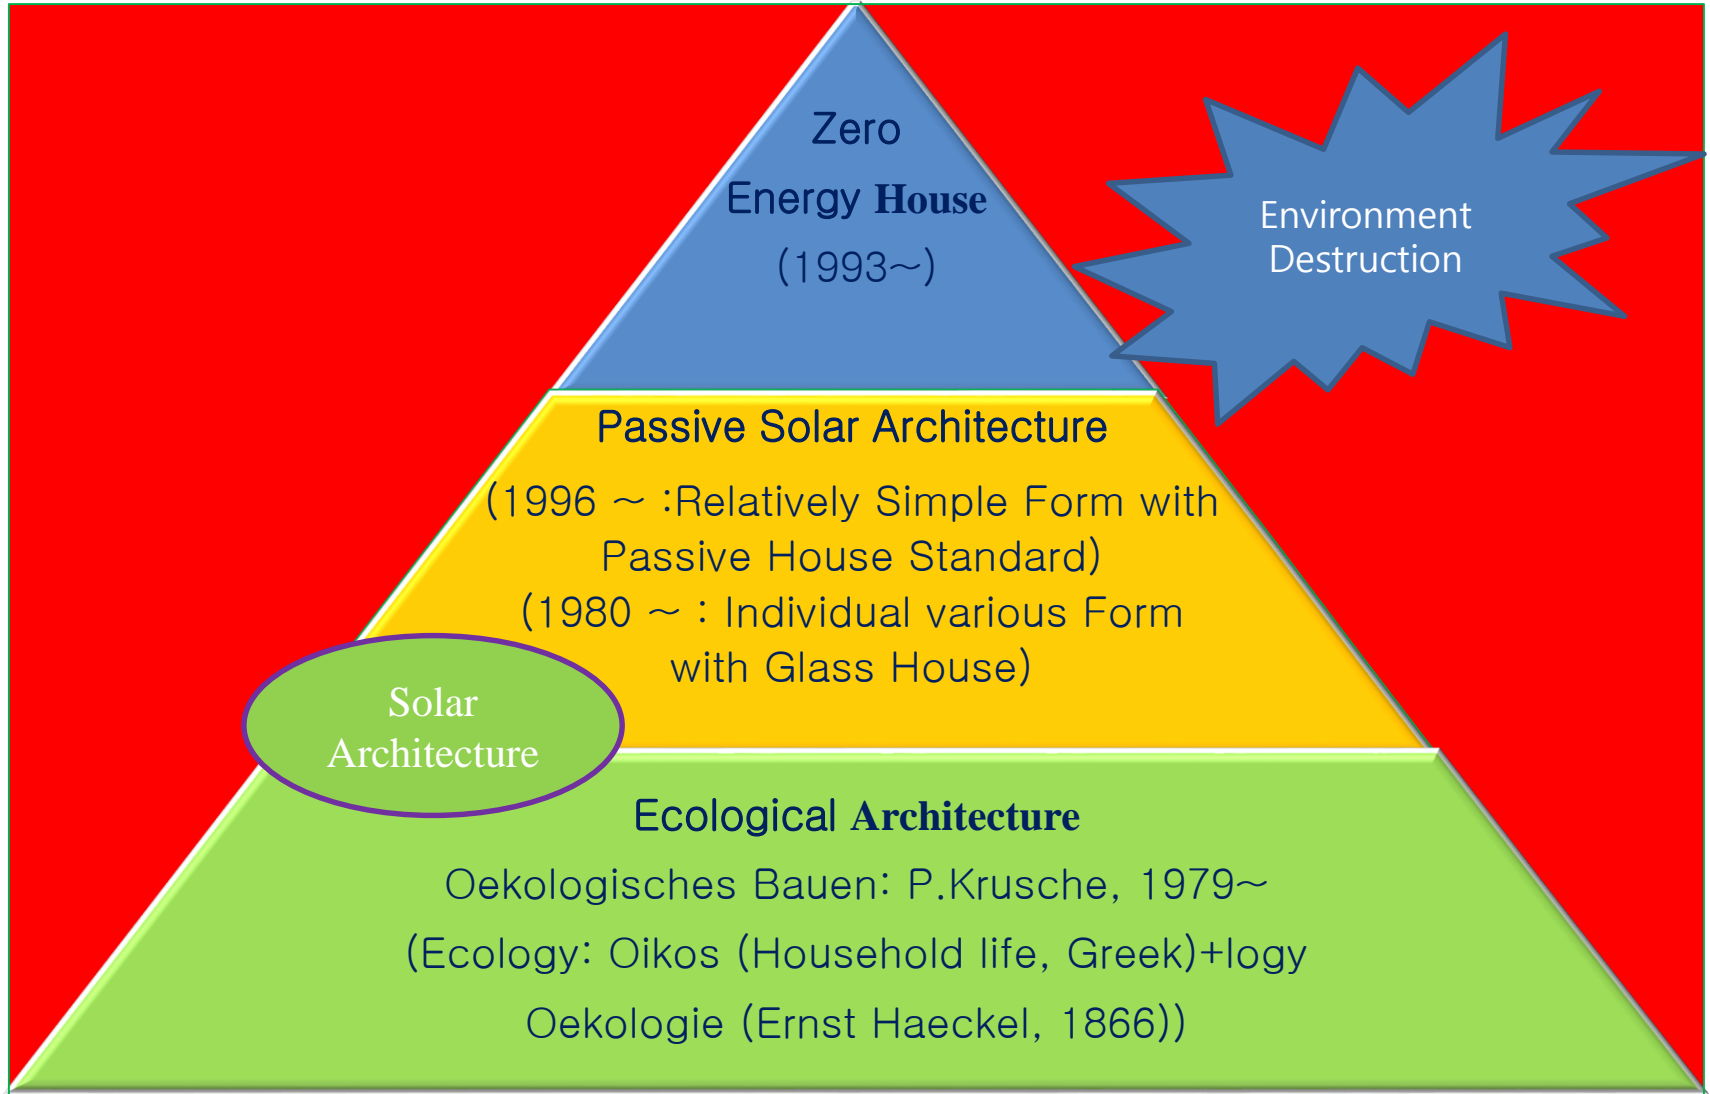 Zero
Energy House
(1993~)
Environment
Destruction
Passive Solar Architecture
(1996 ~ :Relatively Simple Form with
Passive House Standard)
(1980 ~ : Individual various Form
with Glass House)
Solar
Architecture
Ecological Architecture
Oekologisches Bauen: P.Krusche, 1979~
(Ecology: Oikos (Household life, Greek)+logy
Oekologie (Ernst Haeckel, 1866))